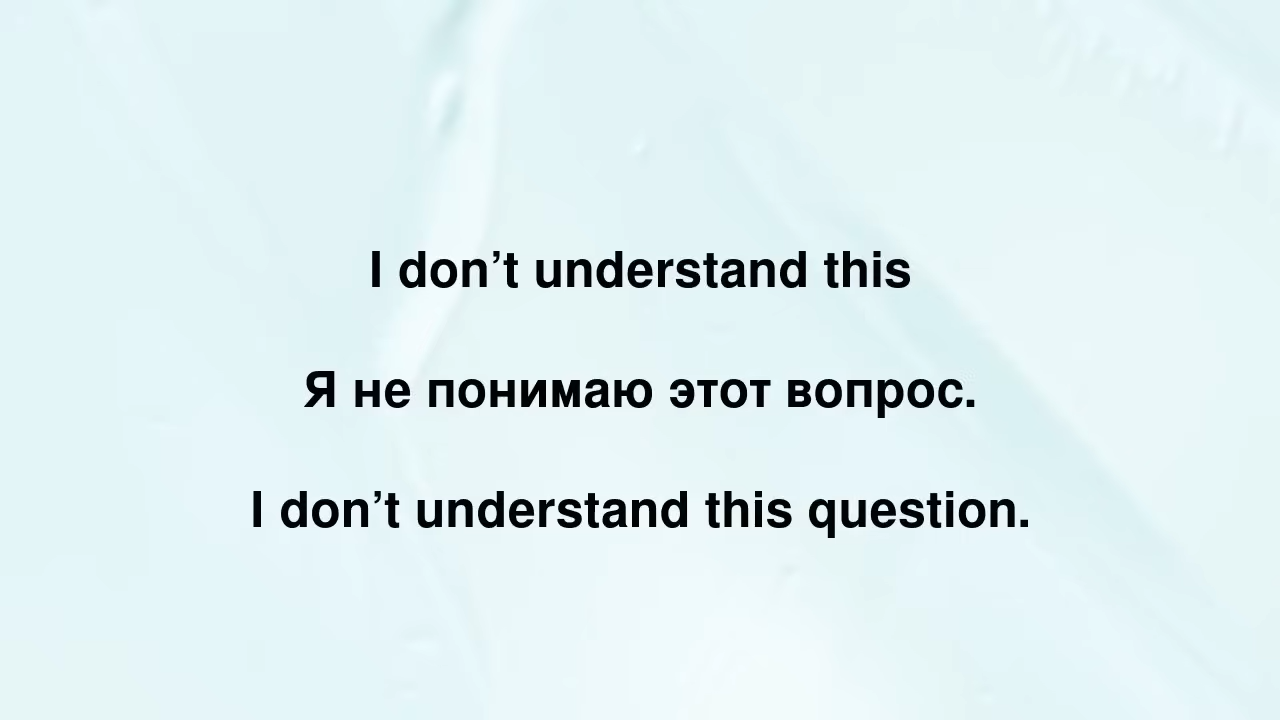 I don’t understand this
Я не понимаю этот вопрос.
I don’t understand this question.